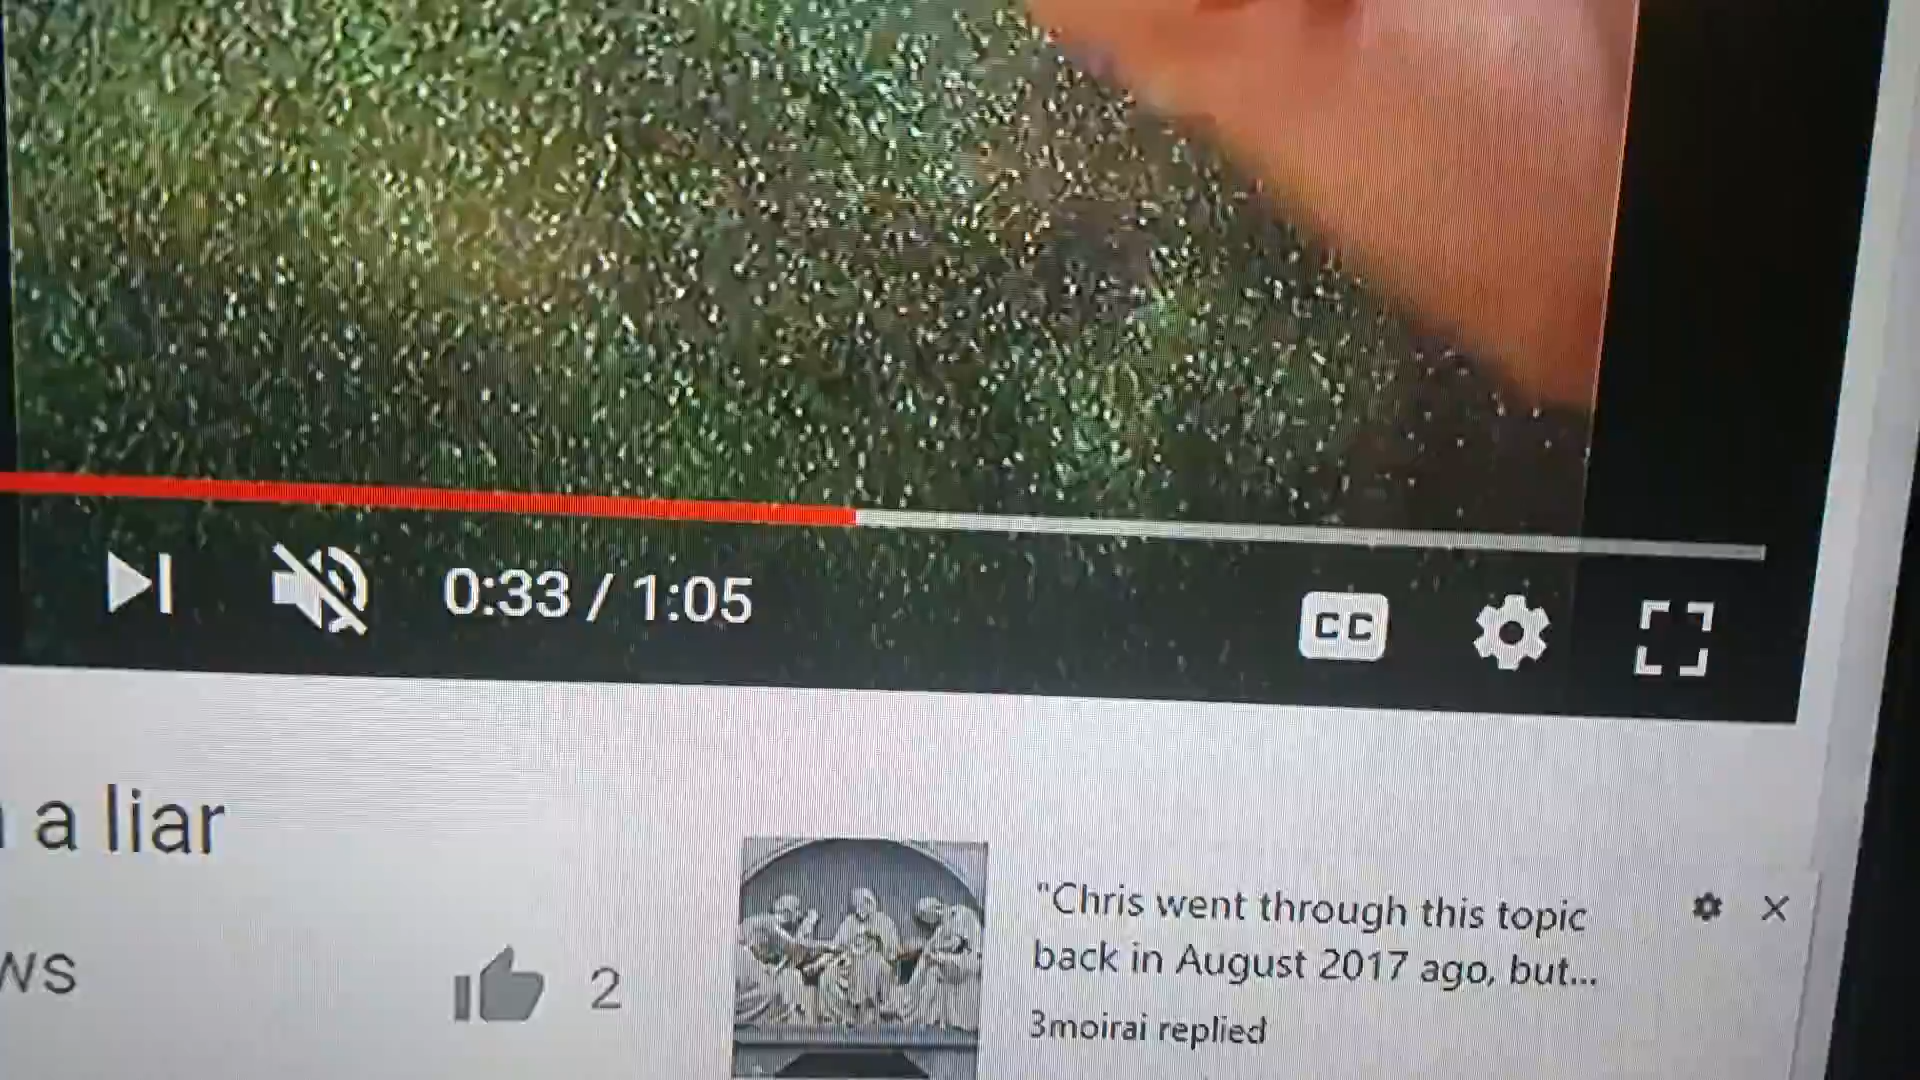 0:33 / 1:05
CC
a liar
2
"Chris went through this topic
back in August 2017 ago, but...
3moirai replied